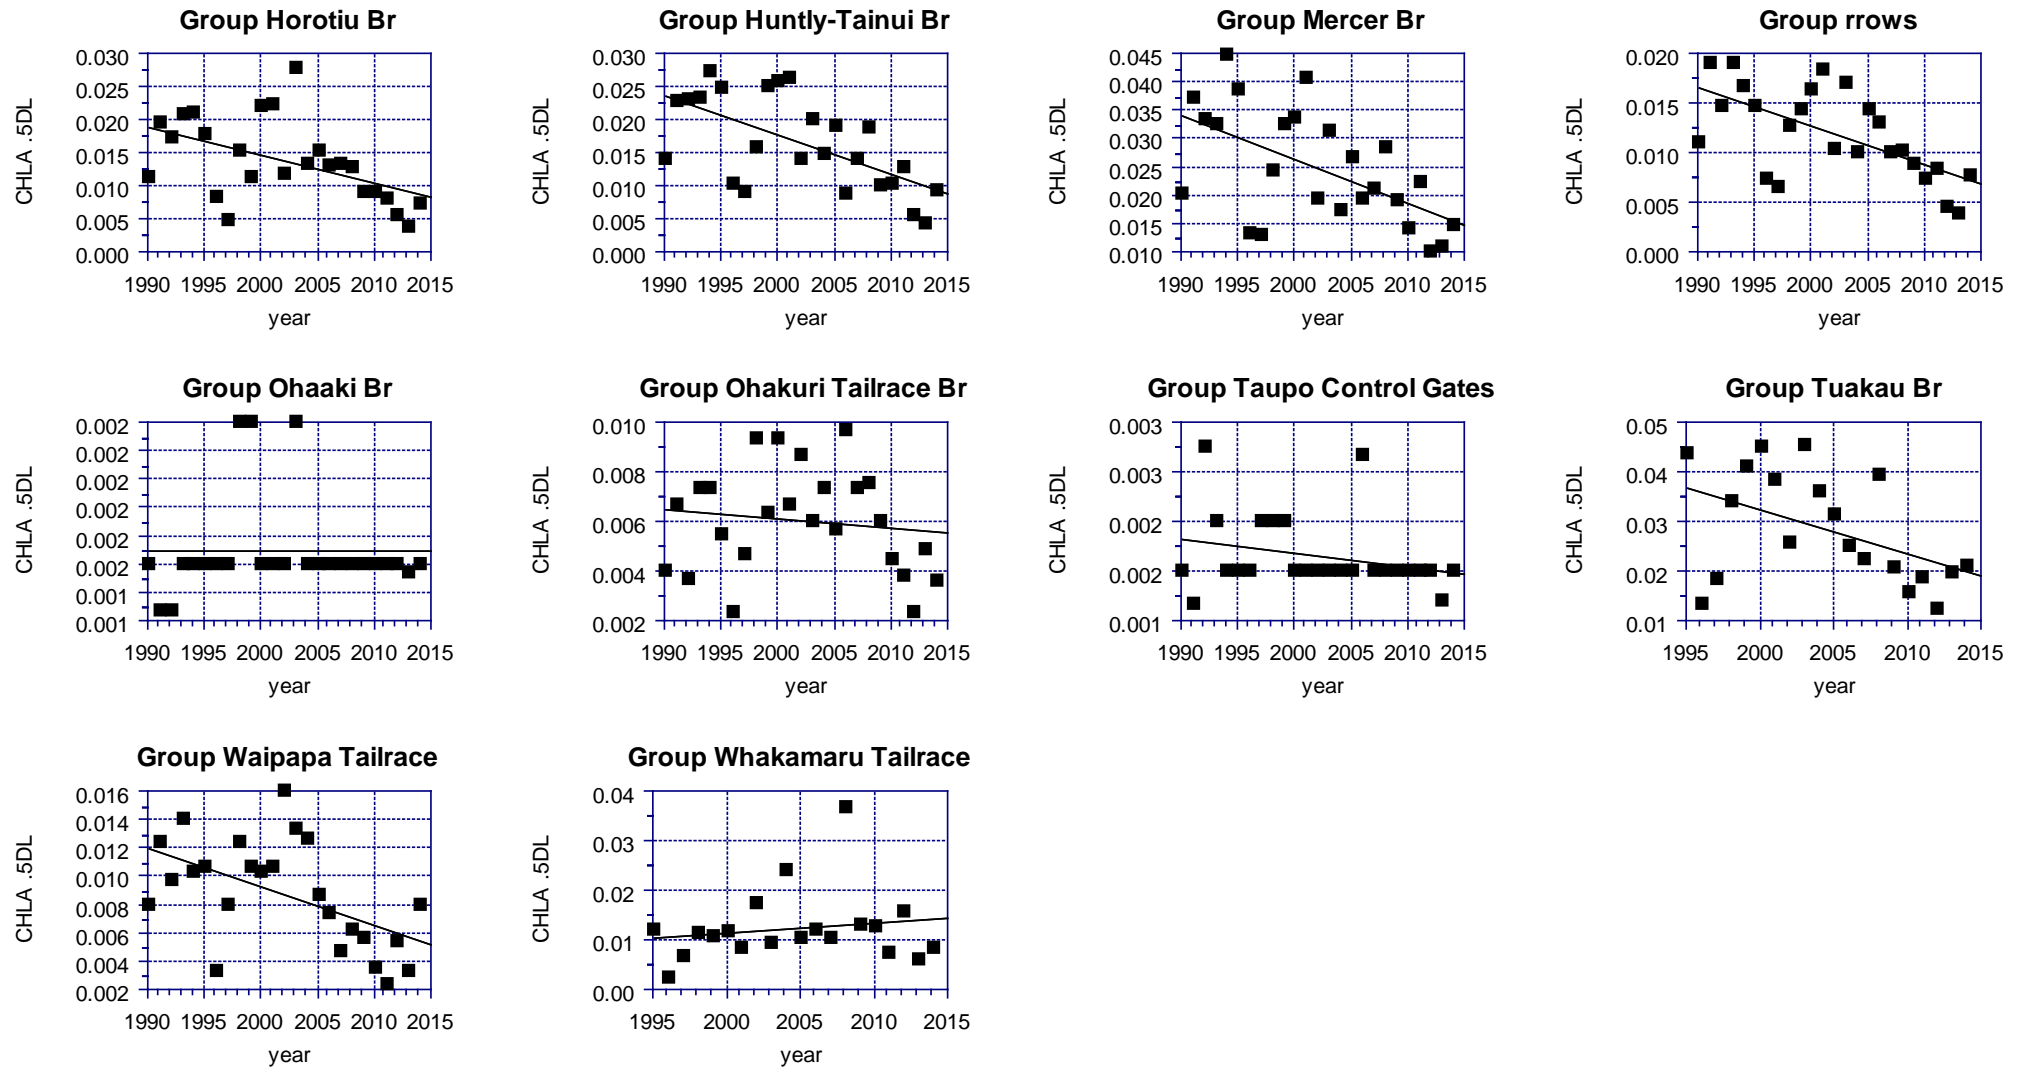 Group Horotiu Br
0.030
0.025
0.020
0.015
0.010
0.005
0.000
CHLA .5DL
1990 1995 2000 2005 2010 2015
year
Group Huntly-Tainui Br
0.030
0.025
0.020
0.015
0.010
0.005
0.000
CHLA .5DL
1990 1995 2000 2005 2010 2015
year
Group Mercer Br
0.045
0.040
0.035
0.030
0.025
0.020
0.015
0.010
CHLA .5DL
1990 1995 2000 2005 2010 2015
year
Group rrows
0.020
0.015
0.010
0.005
0.000
CHLA .5DL
1990 1995 2000 2005 2010 2015
year
Group Ohaaki Br
0.002
0.002
0.002
0.002
0.002
0.002
0.001
0.001
CHLA .5DL
1990 1995 2000 2005 2010 2015
year
Group Ohakuri Tailrace Br
0.010
0.008
0.006
0.004
0.002
CHLA .5DL
1990 1995 2000 2005 2010 2015
year
Group Taupo Control Gates
0.003
0.003
0.002
0.002
0.001
CHLA .5DL
1990 1995 2000 2005 2010 2015
year
Group Tuakau Br
0.05
0.04
0.03
0.02
0.01
CHLA .5DL
1995 2000 2005 2010 2015
year
Group Waipapa Tailrace
0.016
0.014
0.012
0.010
0.008
0.006
0.004
0.002
CHLA .5DL
1990 1995 2000 2005 2010 2015
year
Group Whakamaru Tailrace
0.04
0.03
0.02
0.01
0.00
CHLA .5DL
1995 2000 2005 2010 2015
year